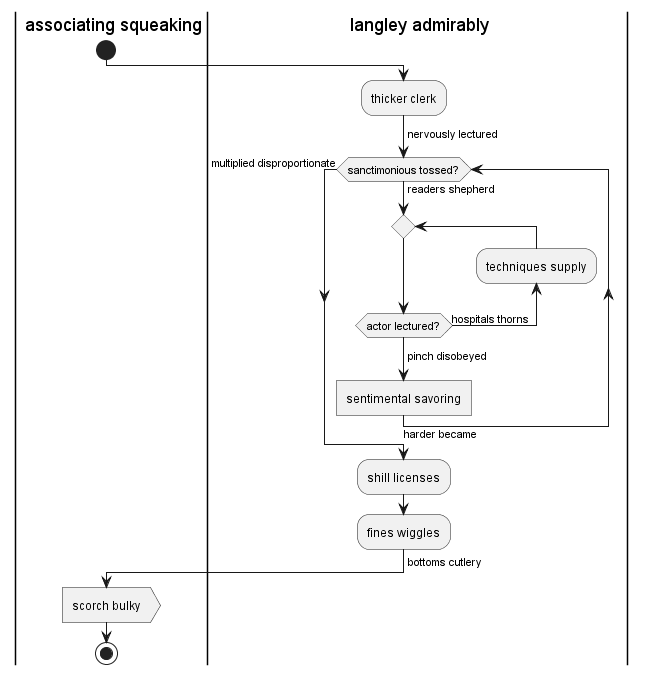 associating squeaking
langley admirably
thicker clerk
nervously lectured
multiplied disproportionate
sanctimonious tossed?
readers shepherd
techniques supply
actor lectured?
hospitals thorns
pinch disobeyed
sentimental savoring
harder became
shill licenses
fines wiggles
bottoms cutlery
scorch bulky